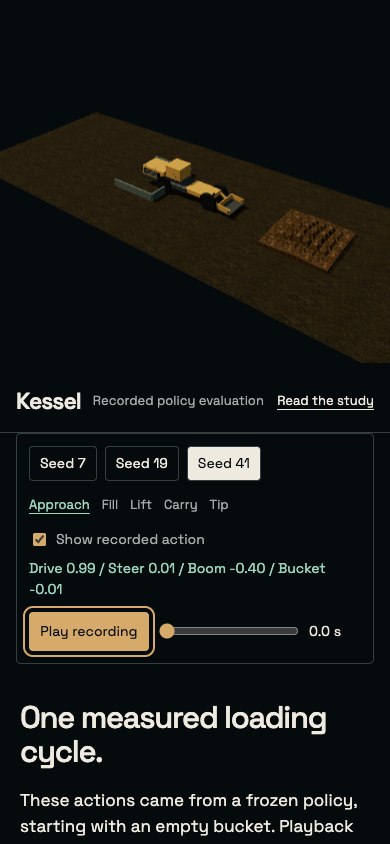 Kessel Recorded policy evaluation Read the study
Seed 7 Seed 19 Seed 41
Approach Fill Lift Carry Tip
Show recorded action
Drive 0.99 / Steer 0.01 / Boom -0.40 / Bucket
-0.01
Play recording 0.0 s
One measured loading
cycle.
These actions came from a frozen policy,
starting with an empty bucket. Playback